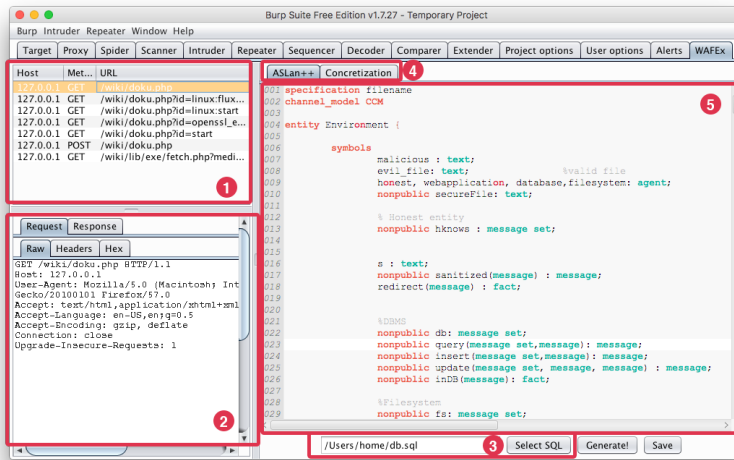 Burp Suite Free Edition v1.7.27 - Temporary Project
Burp Intruder Repeater Window Help
Target Proxy Spider Scanner Intruder Repeater Sequencer Decoder Comparer Extender Project options User options Alerts WAFEx
Host Met... URL
127.0.0.1 GET /wiki/doku.php
127.0.0.1 GET /wiki/doku.php?id=linux:flux...
127.0.0.1 GET /wiki/doku.php?id=linux:start
127.0.0.1 GET /wiki/doku.php?id=openssl_e...
127.0.0.1 GET /wiki/doku.php?id=start
127.0.0.1 POST /wiki/doku.php
127.0.0.1 GET /wiki/lib/exe/fetch.php?medi...
1
Request Response
Raw Headers Hex
GET /wiki/doku.php HTTP/1.1
Host: 127.0.0.1
User-Agent: Mozilla/5.0 (Macintosh; Int
Gecko/20100101 Firefox/57.0
Accept: text/html,application/xhtml+xml
Accept-Language: en-US,en;q=0.5
Accept-Encoding: gzip, deflate
Connection: close
Upgrade-Insecure-Requests: 1
2
ASLan++ Concretization 4
5
001 specification filename
002 channel_model CCM
003
004 entity Environment {
005
006 symbols
007 malicious : text;
008 evil_file: text; %valid file
009 honest, webapplication, database,filesystem: agent;
010 nonpublic secureFile: text;
011
012 % Honest entity
013 nonpublic hknows : message set;
014
015
016 s : text;
017 nonpublic sanitized(message) : message;
018 redirect(message) : fact;
019
020
021 %DBMS
022 nonpublic db: message set;
023 nonpublic query(message set,message): message;
024 nonpublic insert(message set,message): message;
025 nonpublic update(message set, message, message) : message;
026 nonpublic inDB(message): fact;
027
028 %Filesystem
029 nonpublic fs: message set;
/Users/home/db.sql 3 Select SQL Generate! Save